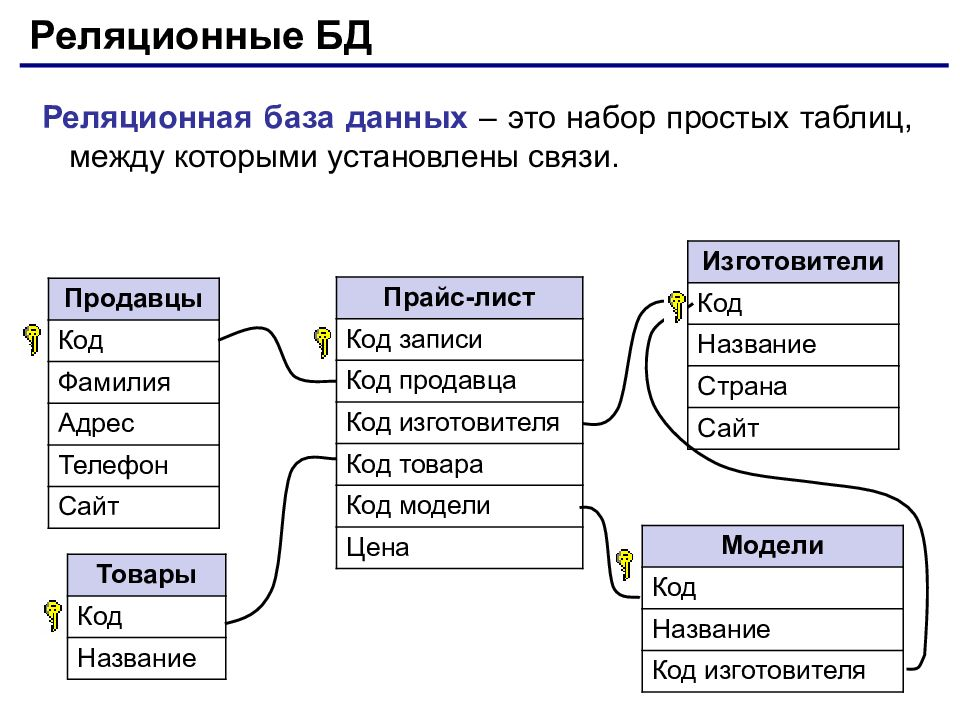 Реляционные БД
Реляционная база данных – это набор простых таблиц,
между которыми установлены связи.
Продавцы
Код
Фамилия
Адрес
Телефон
Сайт
Товары
Код
Название
Прайс-лист
Код записи
Код продавца
Код изготовителя
Код товара
Код модели
Цена
Изготовители
Код
Название
Страна
Сайт
Модели
Код
Название
Код изготовителя